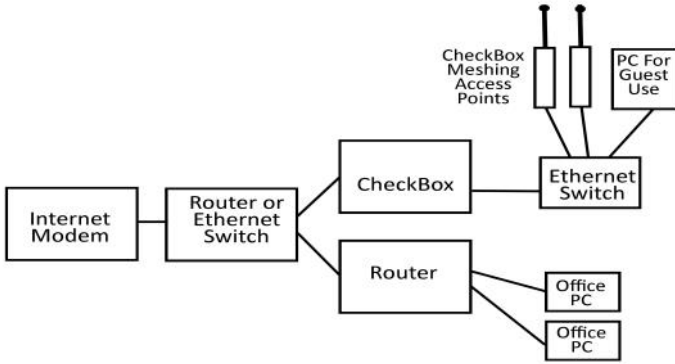 CheckBox
Meshing
Access
Points
PC For
Guest
Use
Internet
Modem
Router or
Ethernet
Switch
CheckBox
Ethernet
Switch
Router
Office
PC
Office
PC